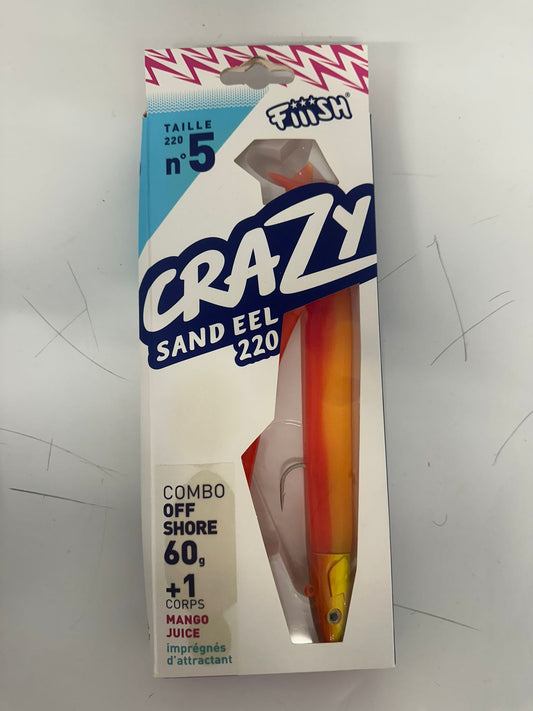 FiiiSH®
TAILLE
220
n°5
CRAZY
SAND EEL
220
COMBO
OFF
SHORE
60g
+1
CORPS
MANGO
JUICE
imprégnés
d'attractant